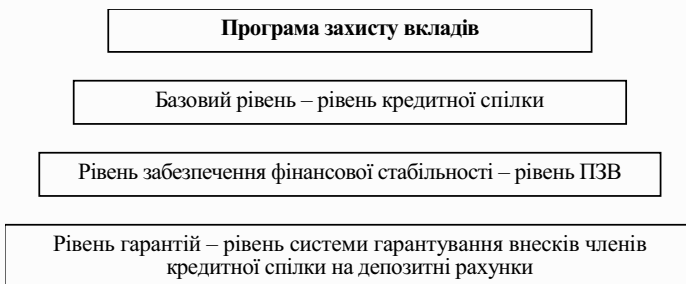 Програма захисту вкладів
Базовий рівень – рівень кредитної спілки
Рівень забезпечення фінансової стабільності – рівень ПЗВ
Рівень гарантій – рівень системи гарантування внесків членів
кредитної спілки на депозитні рахунки